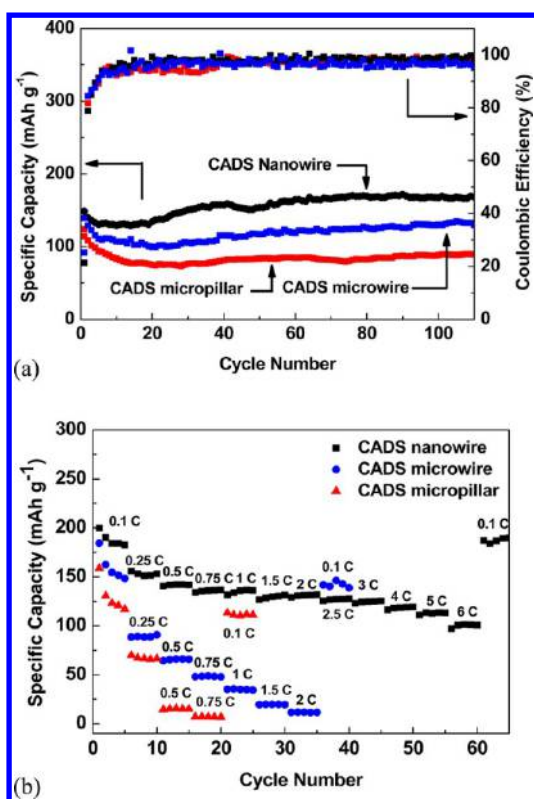 400
350
300
250
200
150
100
50
0
Specific Capacity (mAh g⁻¹)
100
80
60
40
20
0
Coulombic Efficiency (%)
CADS Nanowire
CADS micropillar
CADS microwire
0 20 40 60 80 100
Cycle Number
(a)
300
250
200
150
100
50
0
Specific Capacity (mAh g⁻¹)
CADS nanowire
CADS microwire
CADS micropillar
0.1 C
0.1 C
0.25 C
0.5 C
0.75 C
1 C
1.5 C
2 C
0.1 C
3 C
2.5 C
4 C
5 C
6 C
0.25 C
0.1 C
0.5 C
0.75 C
1 C
1.5 C
2 C
0.5 C
0.75 C
0 10 20 30 40 50 60
Cycle Number
(b)